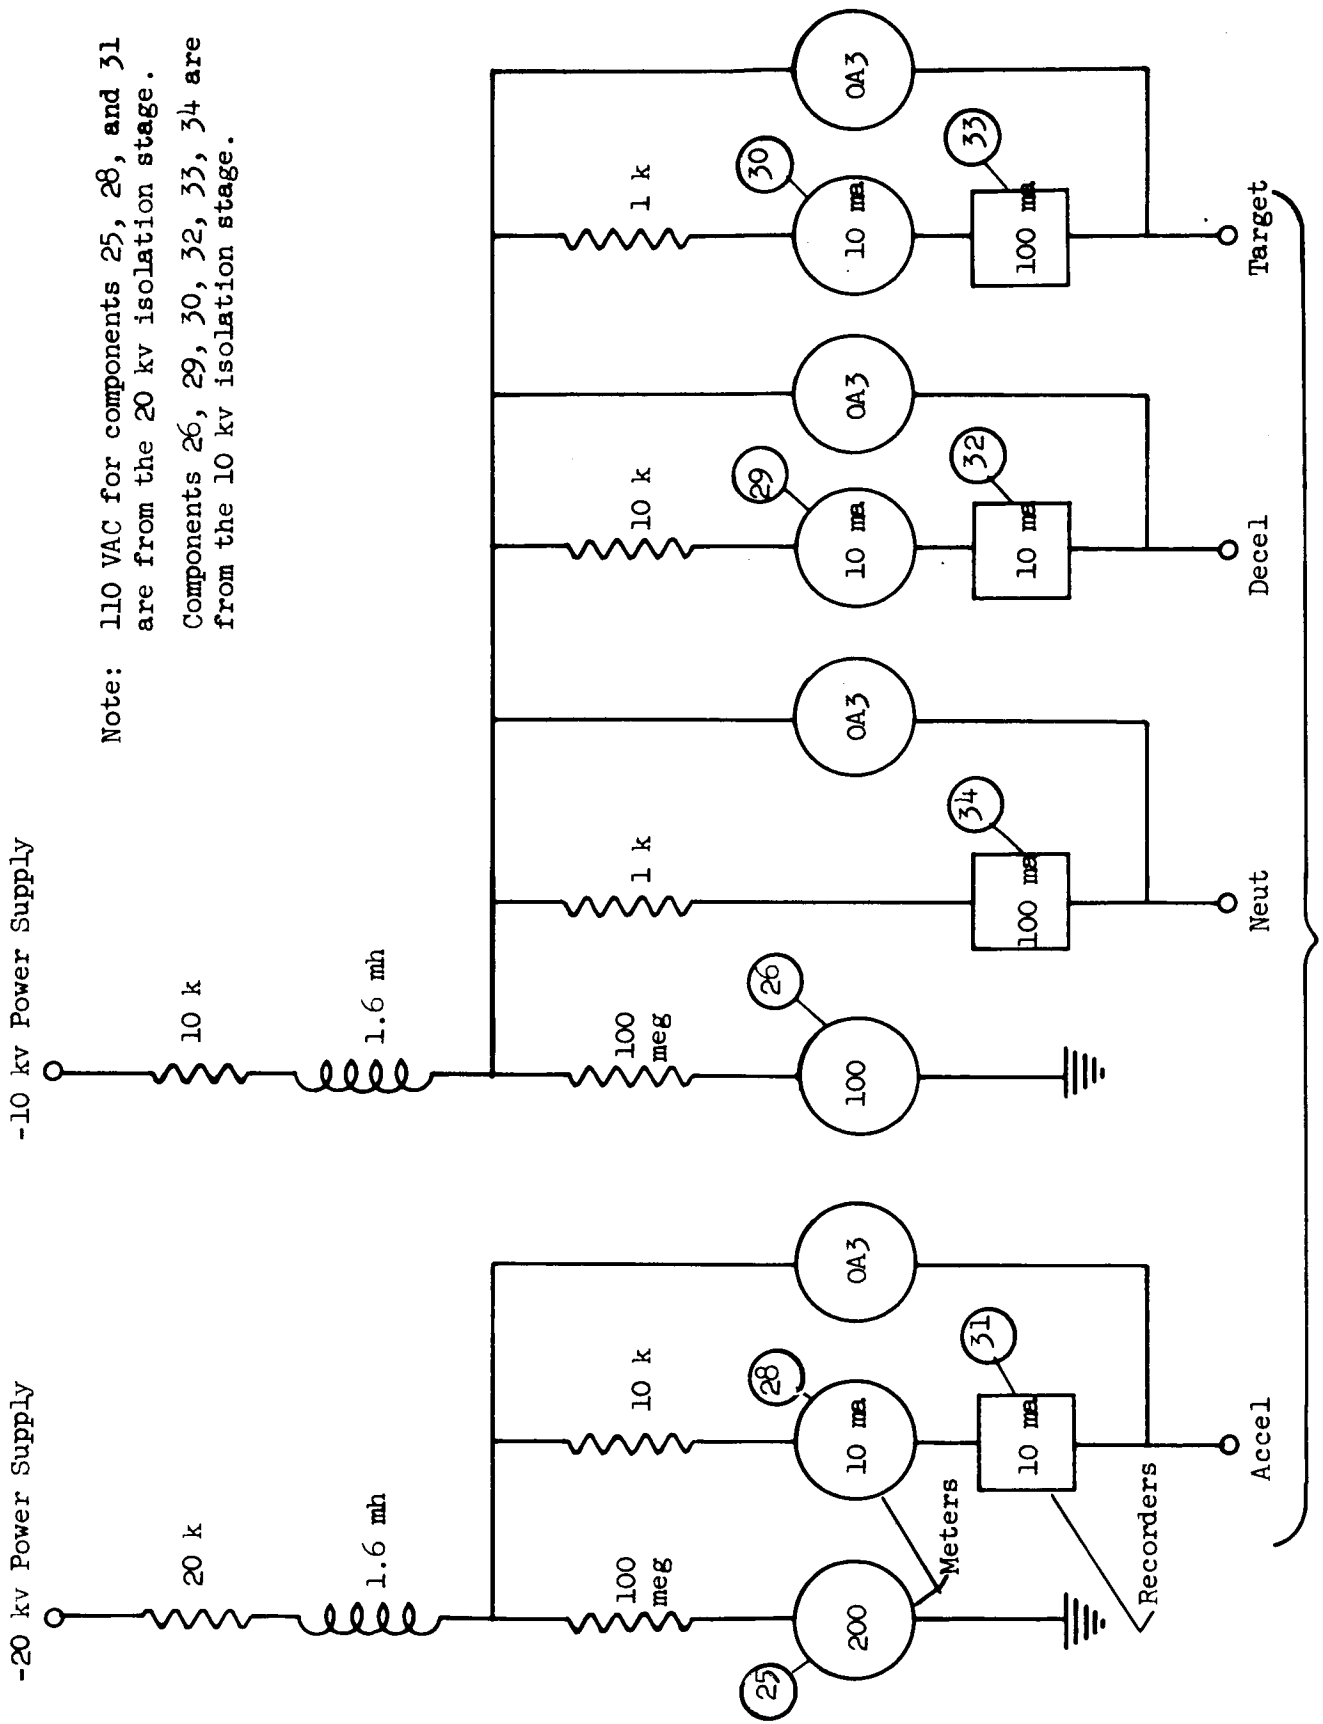 -20 kv Power Supply
20 k
1.6 mh
100
meg
10 k
25
200
28
10 ma
OA3
Meters
31
10 ma
Recorders
Accel
-10 kv Power Supply
10 k
1.6 mh
100
meg
26
100
1 k
34
100 ma
OA3
Neut
10 k
29
10 ma
32
10 ma
OA3
Decel
1 k
30
10 ma
33
100 ma
OA3
Target
Note: 110 VAC for components 25, 28, and 31
are from the 20 kv isolation stage.
Components 26, 29, 30, 32, 33, 34 are
from the 10 kv isolation stage.